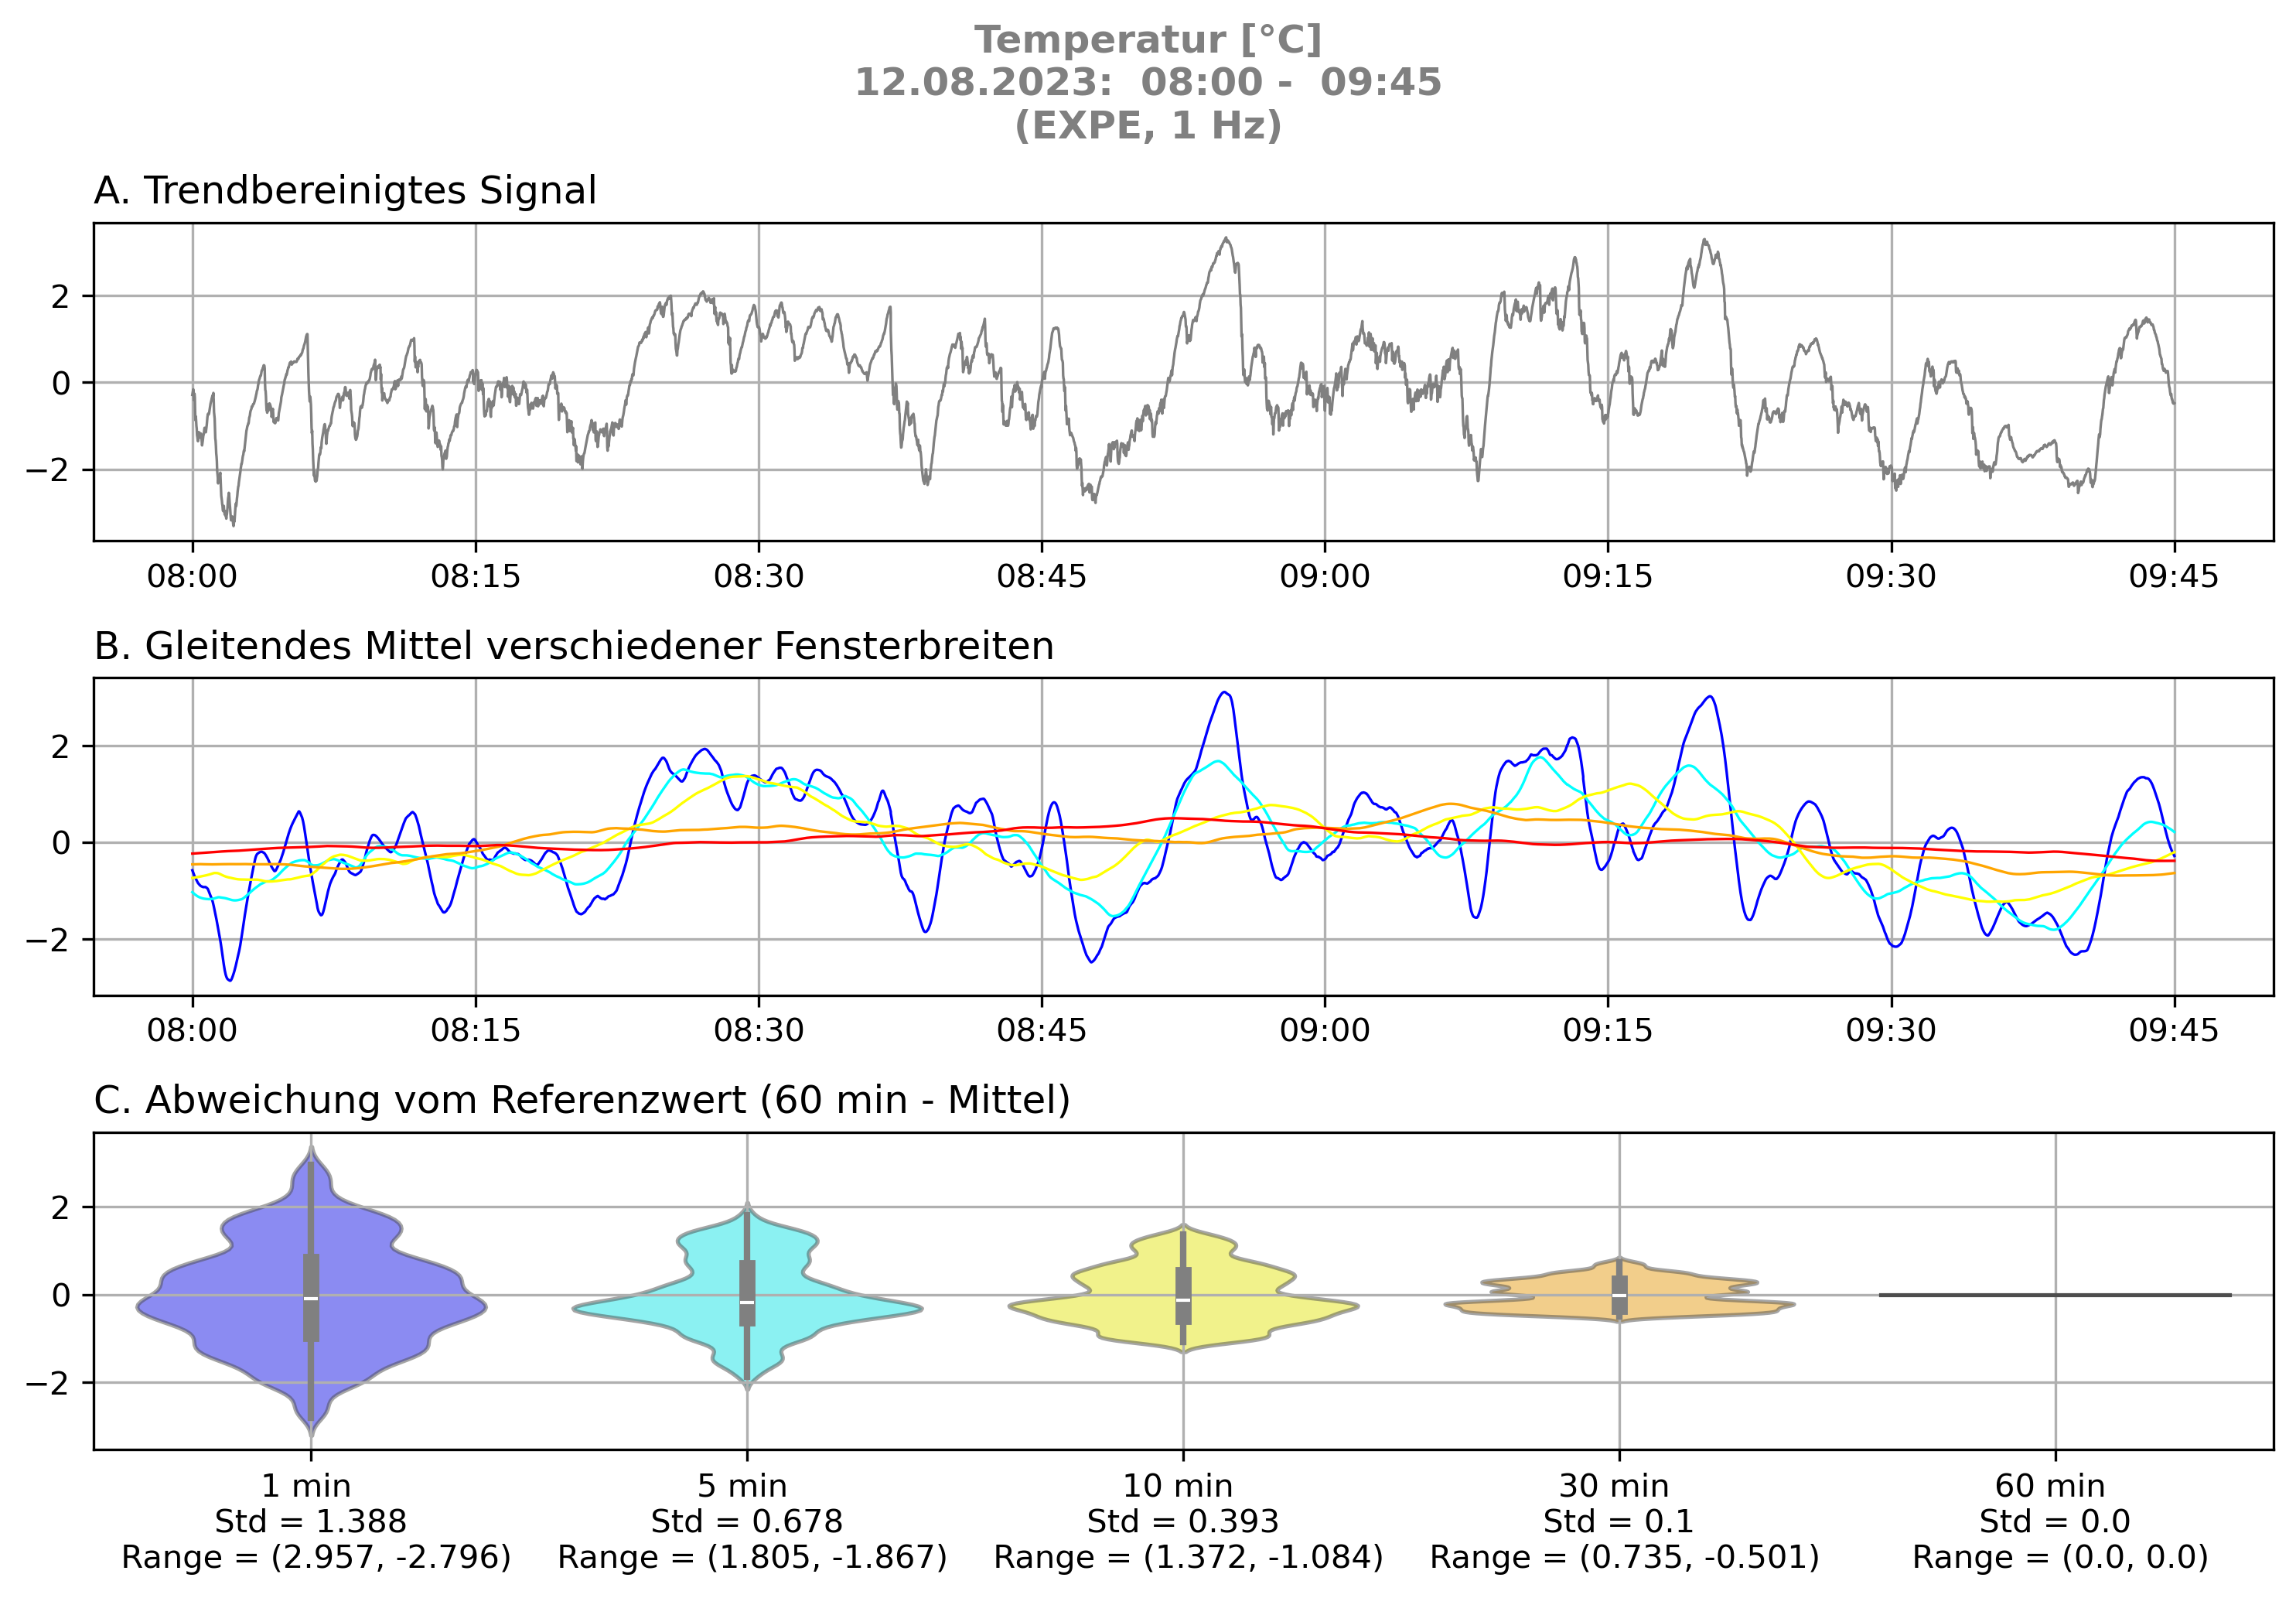 Temperatur [°C]
12.08.2023:  08:00 -  09:45
(EXPE, 1 Hz)
A. Trendbereinigtes Signal
2
0
−2
08:00 08:15 08:30 08:45 09:00 09:15 09:30 09:45
B. Gleitendes Mittel verschiedener Fensterbreiten
2
0
−2
08:00 08:15 08:30 08:45 09:00 09:15 09:30 09:45
C. Abweichung vom Referenzwert (60 min - Mittel)
2
0
−2
1 min 5 min 10 min 30 min 60 min
Std = 1.388 Std = 0.678 Std = 0.393 Std = 0.1 Std = 0.0
Range = (2.957, -2.796) Range = (1.805, -1.867) Range = (1.372, -1.084) Range = (0.735, -0.501) Range = (0.0, 0.0)